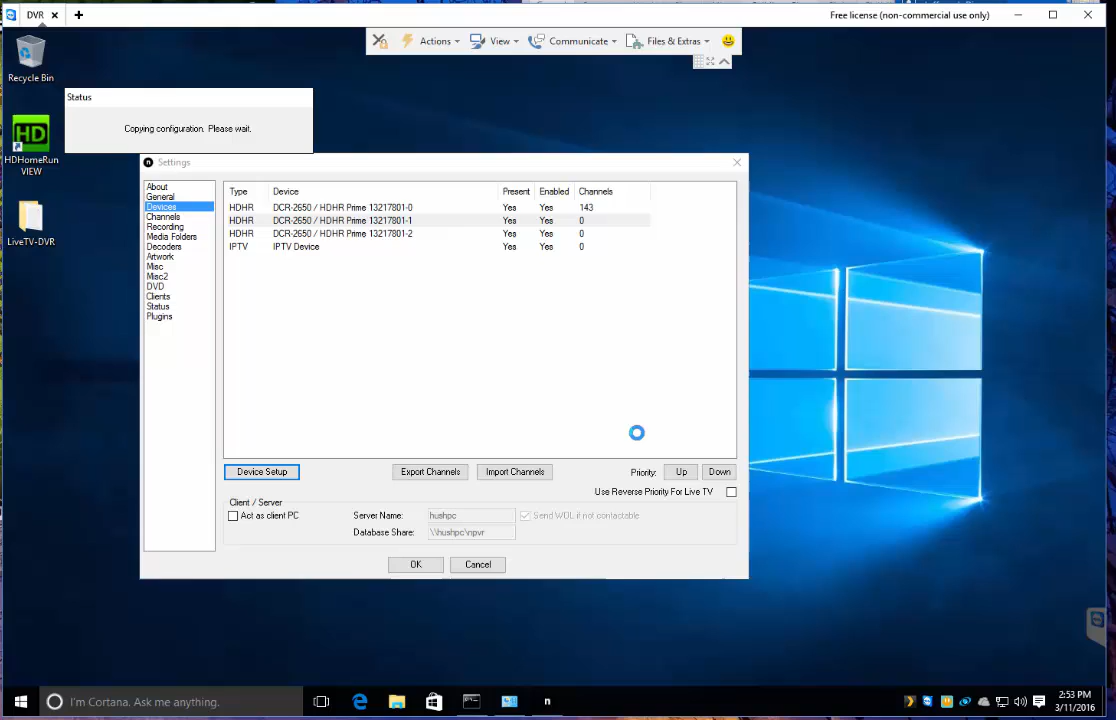 DVR
Free license (non-commercial use only)
Actions
View
Communicate
Files & Extras
Recycle Bin
Status
Copying configuration. Please wait.
HD
HDHomeRun
VIEW
LiveTV-DVR
n Settings
About
General
Devices
Channels
Recording
Media Folders
Decoders
Artwork
Misc
Misc2
DVD
Clients
Status
Plugins
Type Device Present Enabled Channels
HDHR DCR-2650 / HDHR Prime 13217801-0 Yes Yes 143
HDHR DCR-2650 / HDHR Prime 13217801-1 Yes Yes 0
HDHR DCR-2650 / HDHR Prime 13217801-2 Yes Yes 0
IPTV IPTV Device Yes Yes 0
Device Setup Export Channels Import Channels Priority: Up Down
Use Reverse Priority For Live TV
Client / Server
Act as client PC Server Name: hushpc Send WOL if not contactable
Database Share: \\hushpc\npvr
OK Cancel
I'm Cortana. Ask me anything.
n
2:53 PM
3/11/2016